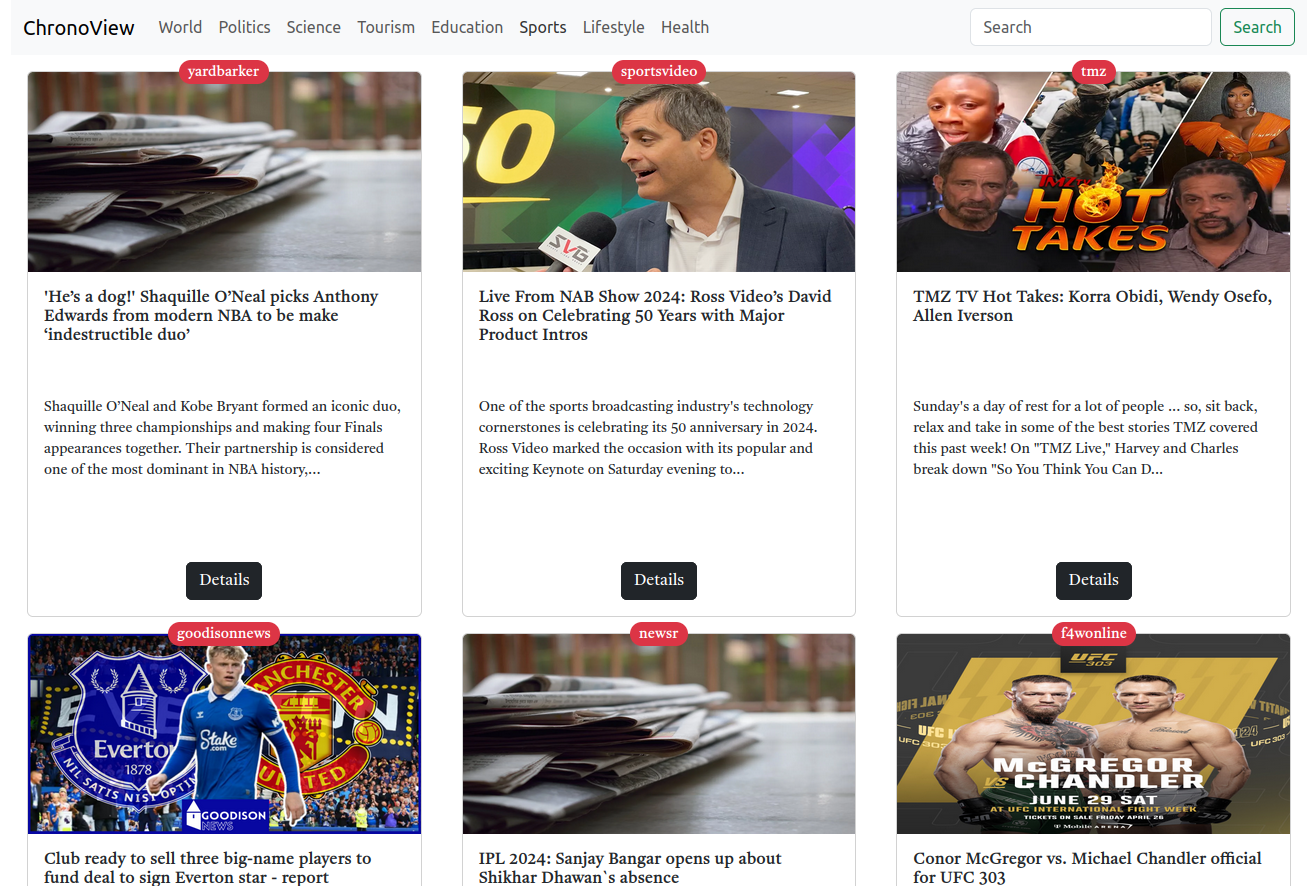 ChronoView World Politics Science Tourism Education Sports Lifestyle Health Search Search
yardbarker
'He’s a dog!' Shaquille O’Neal picks Anthony
Edwards from modern NBA to be make
‘indestructible duo’
Shaquille O’Neal and Kobe Bryant formed an iconic duo,
winning three championships and making four Finals
appearances together. Their partnership is considered
one of the most dominant in NBA history,...
Details
sportsvideo
50
SVG
Live From NAB Show 2024: Ross Video’s David
Ross on Celebrating 50 Years with Major
Product Intros
One of the sports broadcasting industry's technology
cornerstones is celebrating its 50 anniversary in 2024.
Ross Video marked the occasion with its popular and
exciting Keynote on Saturday evening to...
Details
tmz
TMZ
HOT
TAKES
TMZ TV Hot Takes: Korra Obidi, Wendy Osefo,
Allen Iverson
Sunday's a day of rest for a lot of people ... so, sit back,
relax and take in some of the best stories TMZ covered
this past week! On "TMZ Live," Harvey and Charles
break down "So You Think You Can D...
Details
goodisonnews
Everton
1878
NIL SATIS NISI OPTIM
Stake
.com
MANCHESTER
UNITED
GOODISON
NEWS
Club ready to sell three big-name players to
fund deal to sign Everton star - report
newsr
IPL 2024: Sanjay Bangar opens up about
Shikhar Dhawan`s absence
f4wonline
UFC
303
McGREGOR
VS CHANDLER
JUNE 29 SAT
AT UFC INTERNATIONAL FIGHT WEEK
TICKETS ON SALE FRIDAY APRIL 26
T Mobile ARENA
Conor McGregor vs. Michael Chandler official
for UFC 303